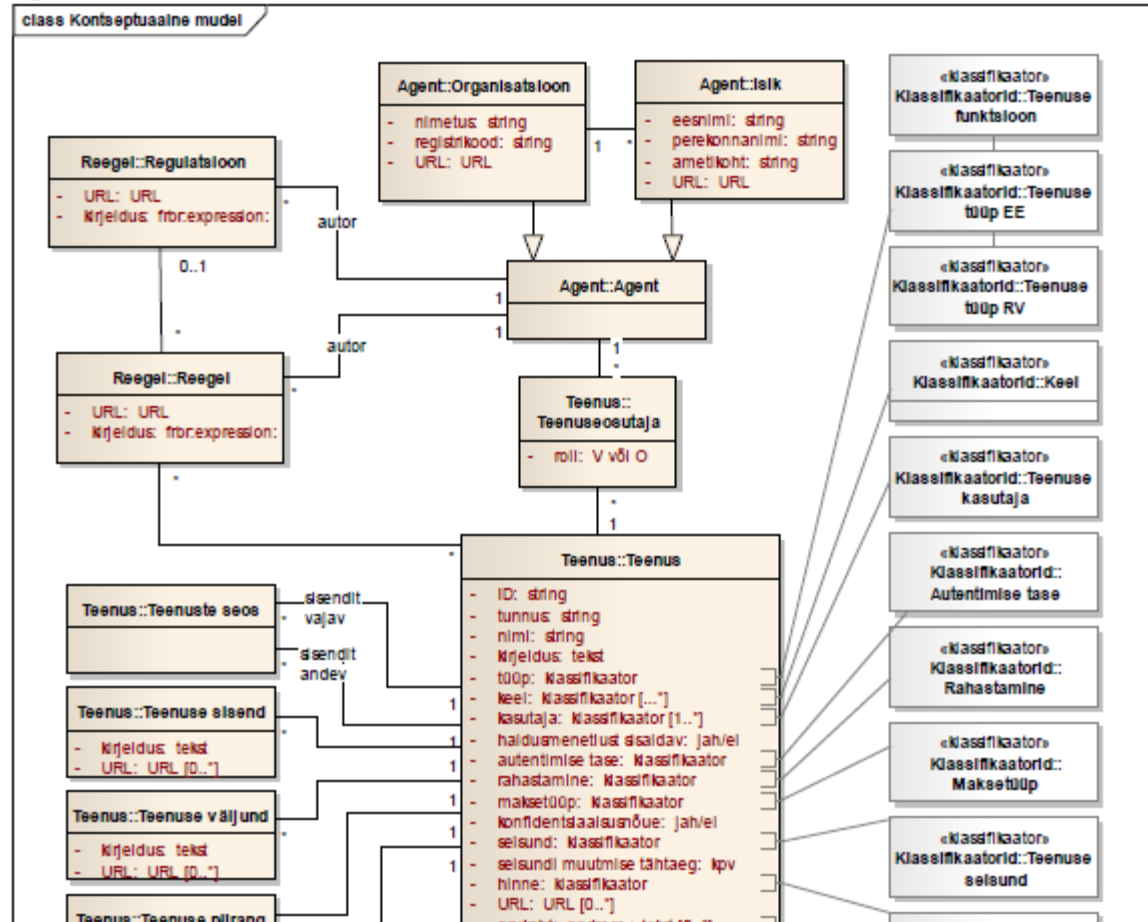 class Kontseptuaalne mudel
Agent::Organisatsioon
- nimetus: string
- registrikood: string
- URL: URL
1
*
Agent::Isik
- eesnimi: string
- perekonnanimi: string
- ametikoht: string
- URL: URL
Reegel::Regulatsioon
- URL: URL
- kirjeldus: frbr:expression:
*
autor
1
0..1
*
Agent::Agent
1
autor
*
1
*
Reegel::Reegel
- URL: URL
- kirjeldus: frbr:expression:
*
*
Teenus::
Teenuseosutaja
- roll: V või O
*
1
Teenus::Teenus
- ID: string
- tunnus: string
- nimi: string
- kirjeldus: tekst
- tüüp: klassifikaator
- keel: klassifikaator [...*]
- kasutaja: klassifikaator [1..*]
- haldusmenetlust sisaldav: jah/ei
- autentimise tase: klassifikaator
- rahastamine: klassifikaator
- maksetüüp: klassifikaator
- konfidentsiaalsusnõue: jah/ei
- seisund: klassifikaator
- seisundi muutmise tähtaeg: kpv
- hinne: klassifikaator
- URL: URL [0..*]
Teenus::Teenuste seos
*
sisendit
vajav
*
sisendit
andev
1
1
1
1
1
1
Teenus::Teenuse sisend
- kirjeldus: tekst
- URL: URL [0..*]
*
Teenus::Teenuse väljund
- kirjeldus: tekst
- URL: URL [0..*]
*
Teenus::Teenuse piirang
«klassifikaator»
Klassifikaatorid::Teenuse
funktsioon
«klassifikaator»
Klassifikaatorid::Teenuse
tüüp EE
«klassifikaator»
Klassifikaatorid::Teenuse
tüüp RV
«klassifikaator»
Klassifikaatorid::Keel
«klassifikaator»
Klassifikaatorid::Teenuse
kasutaja
«klassifikaator»
Klassifikaatorid::
Autentimise tase
«klassifikaator»
Klassifikaatorid::
Rahastamine
«klassifikaator»
Klassifikaatorid::
Maksetüüp
«klassifikaator»
Klassifikaatorid::Teenuse
seisund